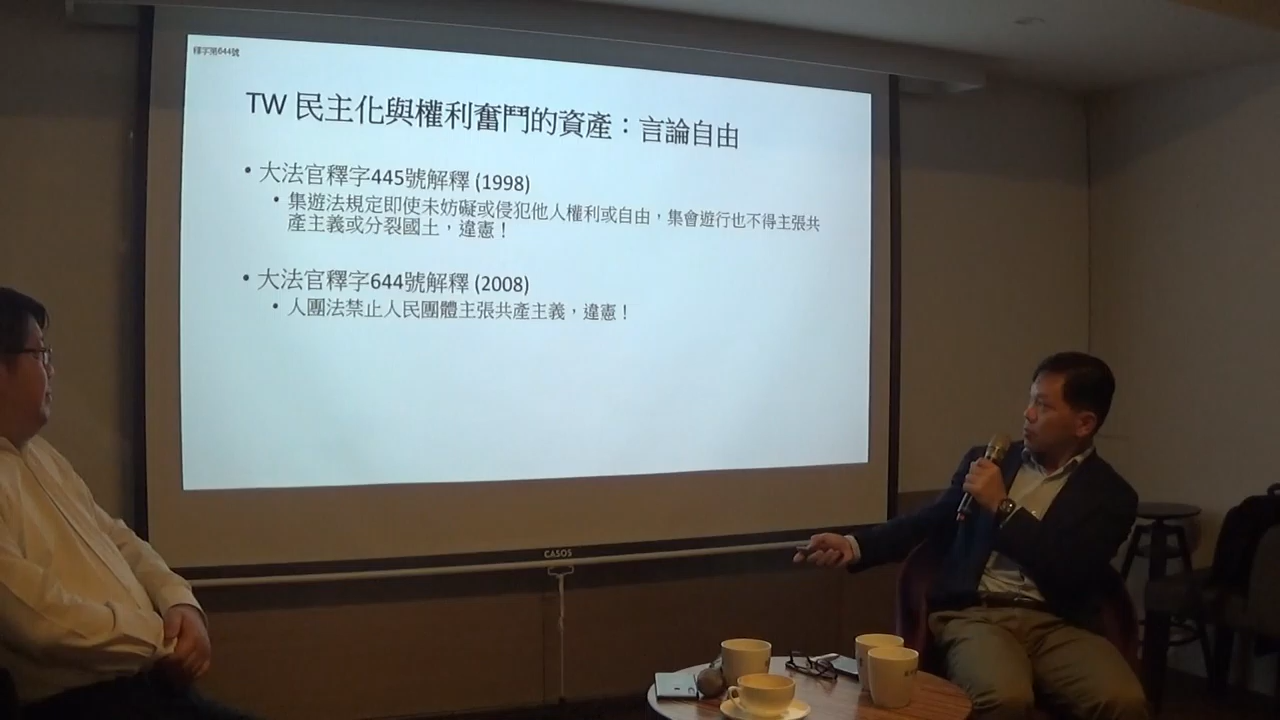 釋字第644號
TW 民主化與權利奮鬥的資產：言論自由
• 大法官釋字445號解釋 (1998)
• 集遊法規定即使未妨礙或侵犯他人權利或自由，集會遊行也不得主張共
產主義或分裂國土，違憲！
• 大法官釋字644號解釋 (2008)
• 人團法禁止人民團體主張共產主義，違憲！
CASOS